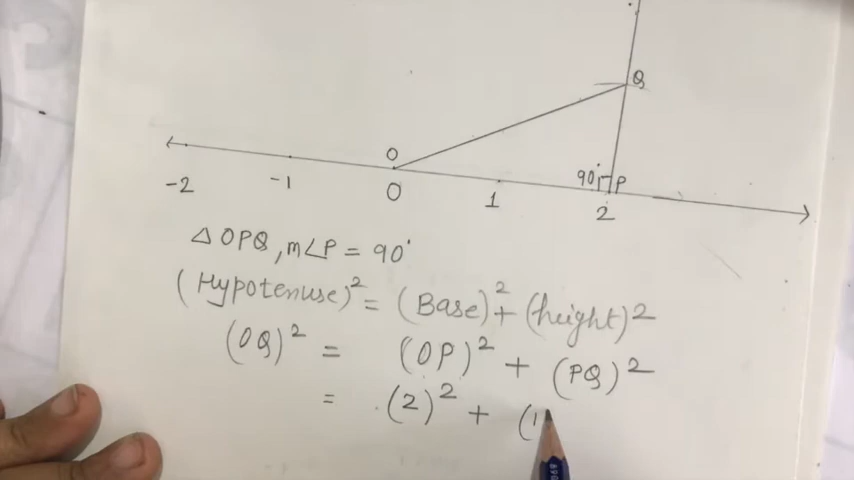 Q
O
90° P
-2 -1 0 1 2
△OPQ, m∠P = 90°
(Hypotenuse)² = (Base)² + (height)²
(OQ)² = (OP)² + (PQ)²
= (2)² + (1